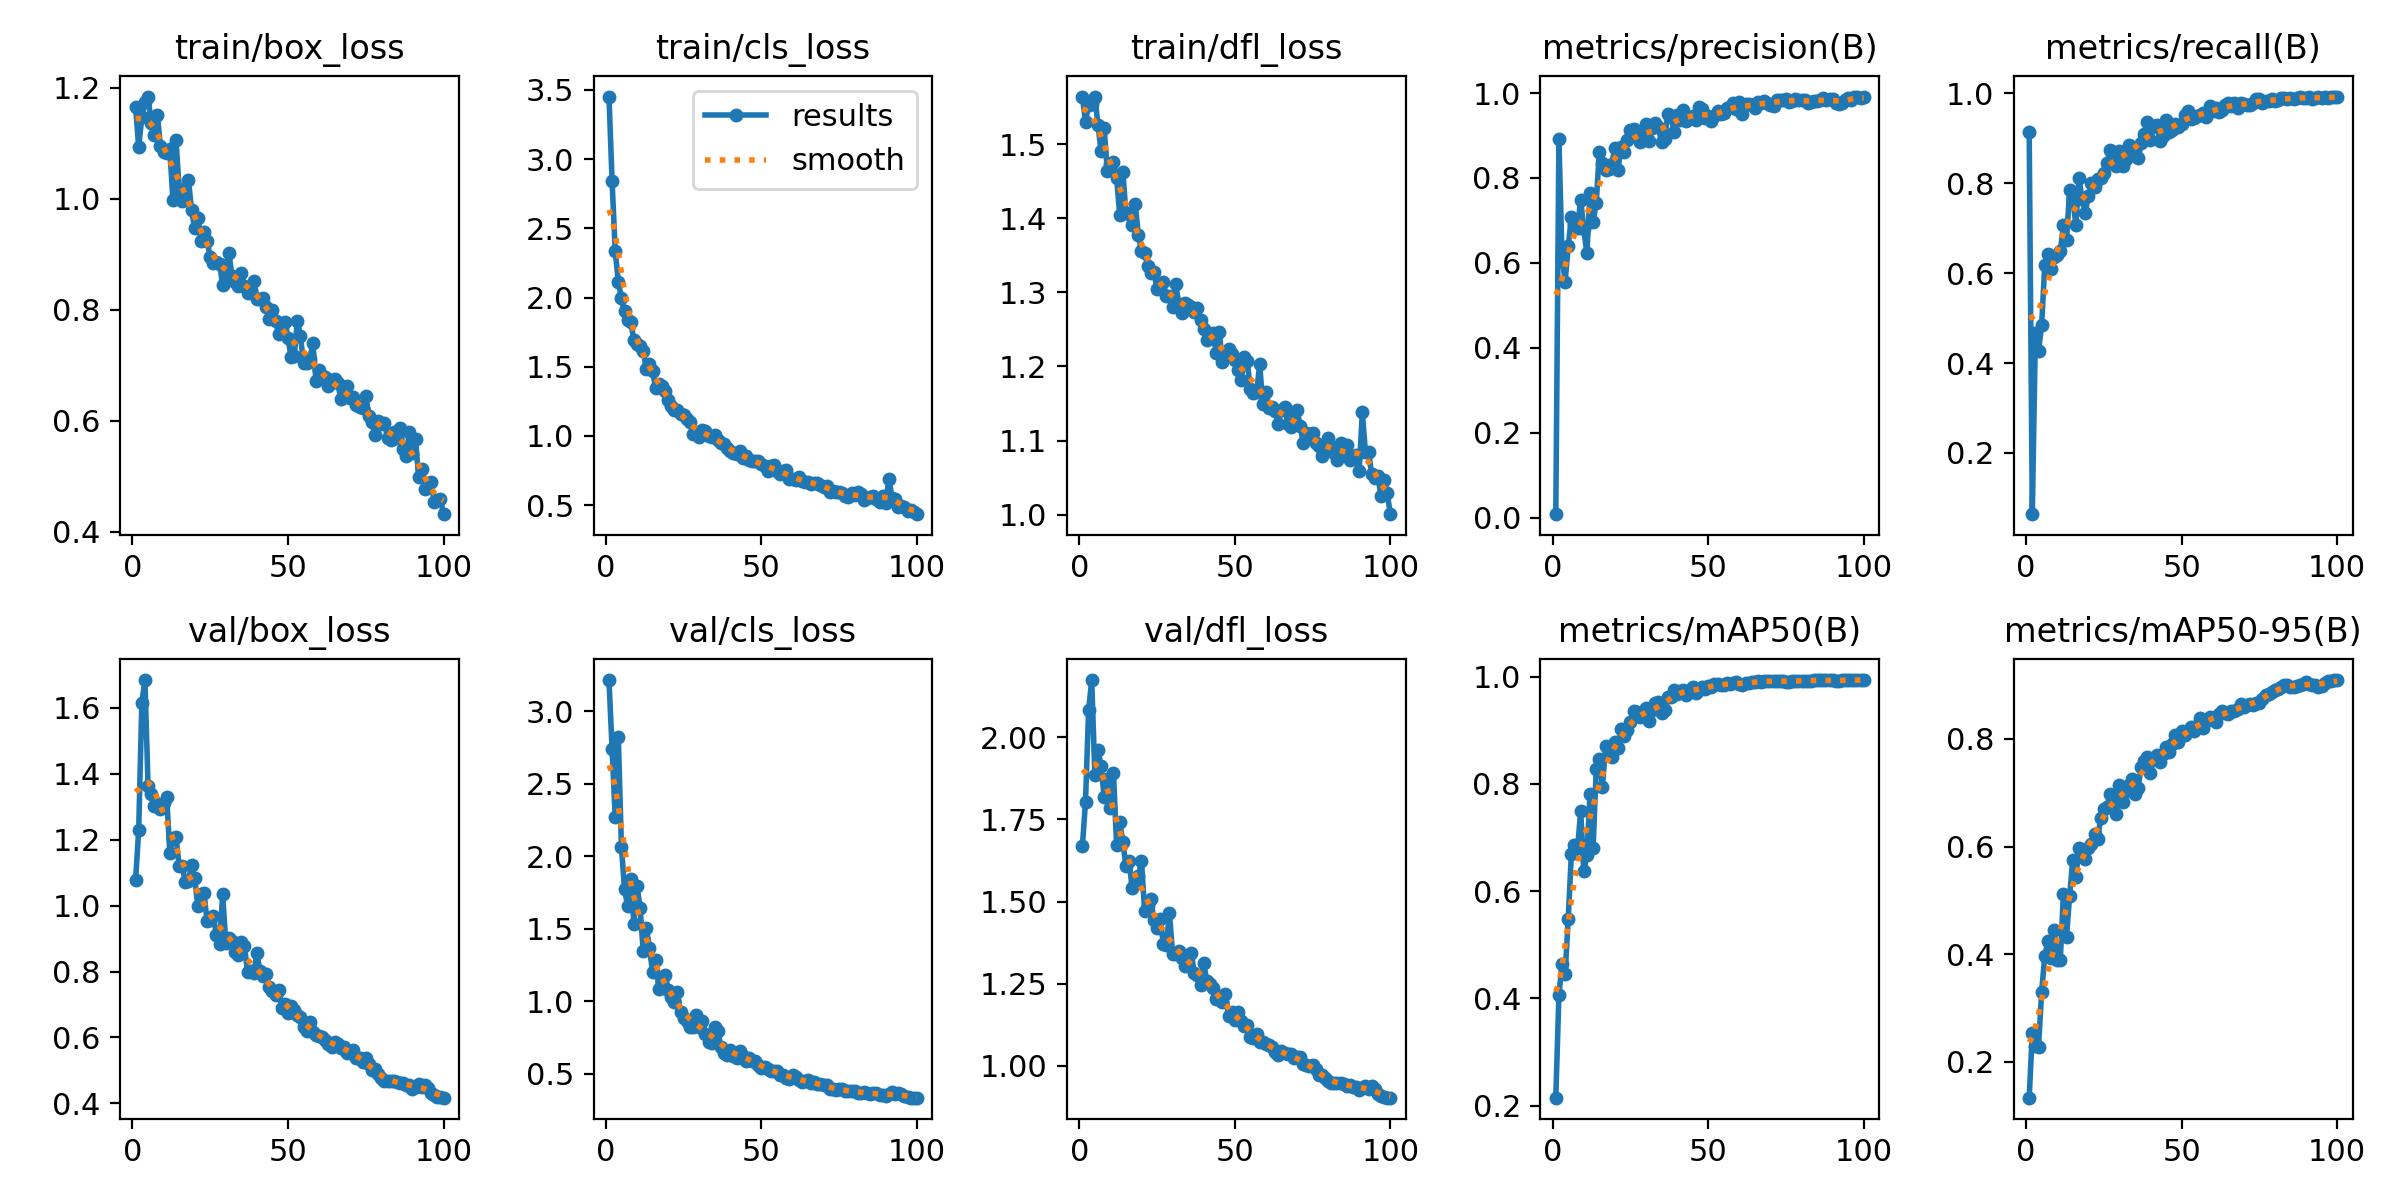 train/box_loss
1.2
1.0
0.8
0.6
0.4
0 50 100
train/cls_loss
3.5
3.0
2.5
2.0
1.5
1.0
0.5
0 50 100
results
smooth
train/dfl_loss
1.5
1.4
1.3
1.2
1.1
1.0
0 50 100
metrics/precision(B)
1.0
0.8
0.6
0.4
0.2
0.0
0 50 100
metrics/recall(B)
1.0
0.8
0.6
0.4
0.2
0 50 100
val/box_loss
1.6
1.4
1.2
1.0
0.8
0.6
0.4
0 50 100
val/cls_loss
3.0
2.5
2.0
1.5
1.0
0.5
0 50 100
val/dfl_loss
2.00
1.75
1.50
1.25
1.00
0 50 100
metrics/mAP50(B)
1.0
0.8
0.6
0.4
0.2
0 50 100
metrics/mAP50-95(B)
0.8
0.6
0.4
0.2
0 50 100